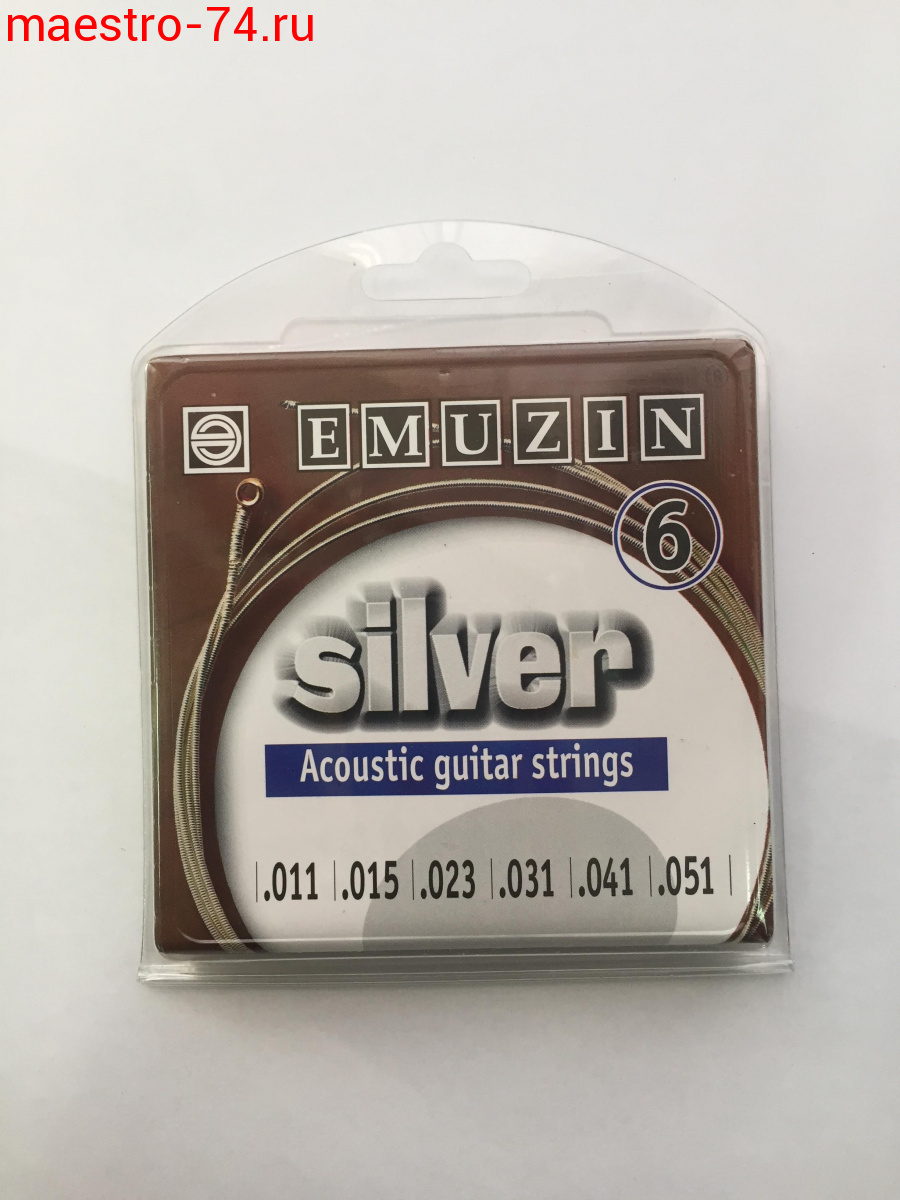 maestro-74.ru
®
EMUZIN
6
silver
Acoustic guitar strings
.011 .015 .023 .031 .041 .051